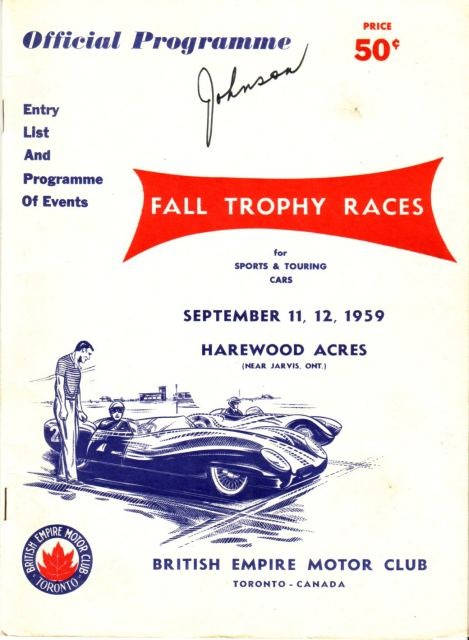 Official Programme
PRICE
50¢
Johnson
Entry
List
And
Programme
Of Events
FALL TROPHY RACES
for
SPORTS & TOURING
CARS
SEPTEMBER 11, 12, 1959
HAREWOOD ACRES
(NEAR JARVIS, ONT.)
BRITISH EMPIRE MOTOR CLUB
TORONTO
BRITISH EMPIRE MOTOR CLUB
TORONTO - CANADA